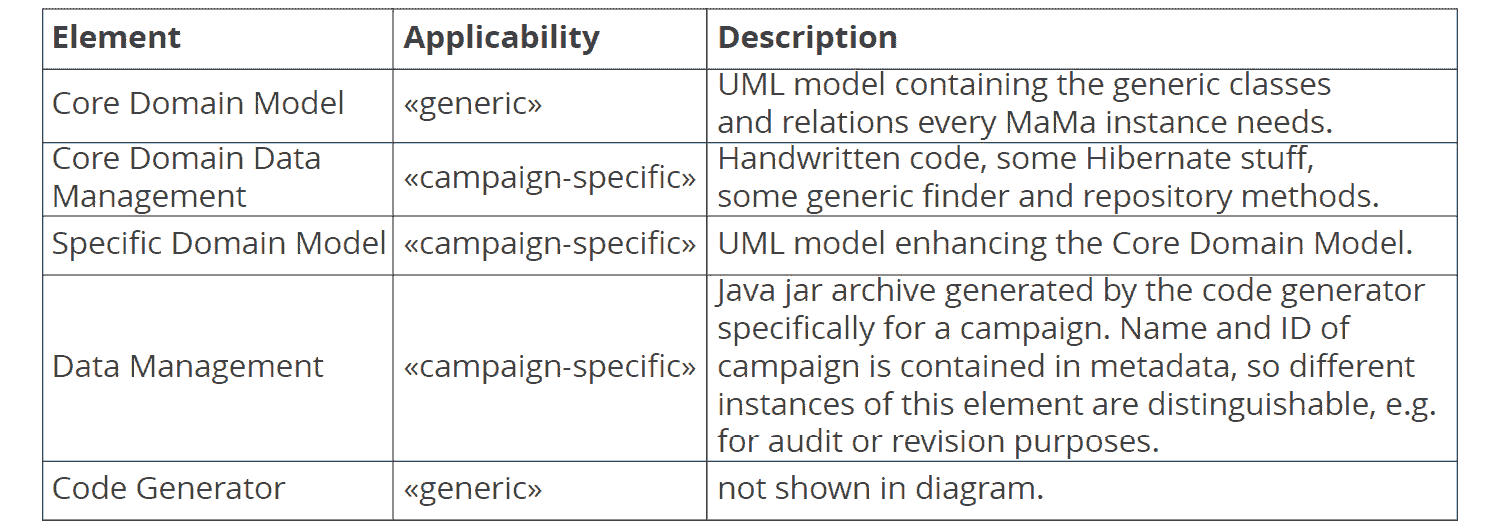 Element Applicability Description
Core Domain Model «generic» UML model containing the generic classes
and relations every MaMa instance needs.
Core Domain Data
Management «campaign-specific» Handwritten code, some Hibernate stuff,
some generic finder and repository methods.
Specific Domain Model «campaign-specific» UML model enhancing the Core Domain Model.
Data Management «campaign-specific» Java jar archive generated by the code generator
specifically for a campaign. Name and ID of
campaign is contained in metadata, so different
instances of this element are distinguishable, e.g.
for audit or revision purposes.
Code Generator «generic» not shown in diagram.